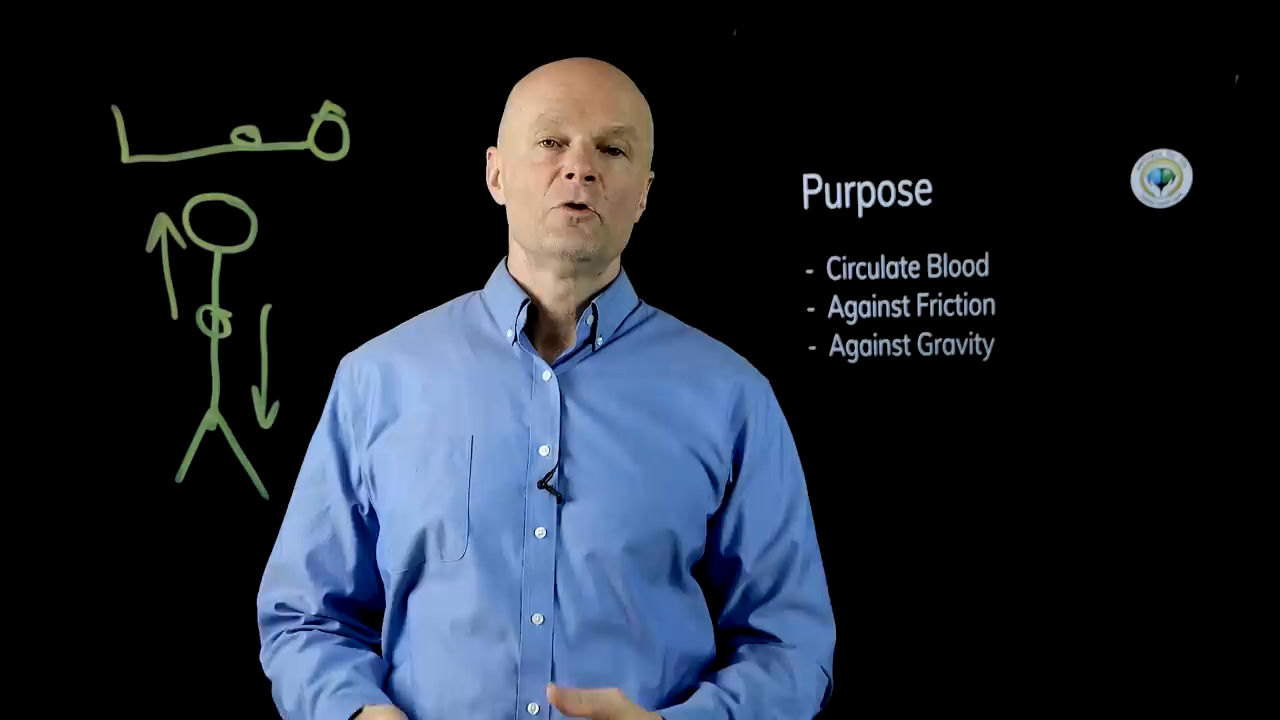 Purpose
- Circulate Blood
- Against Friction
- Against Gravity